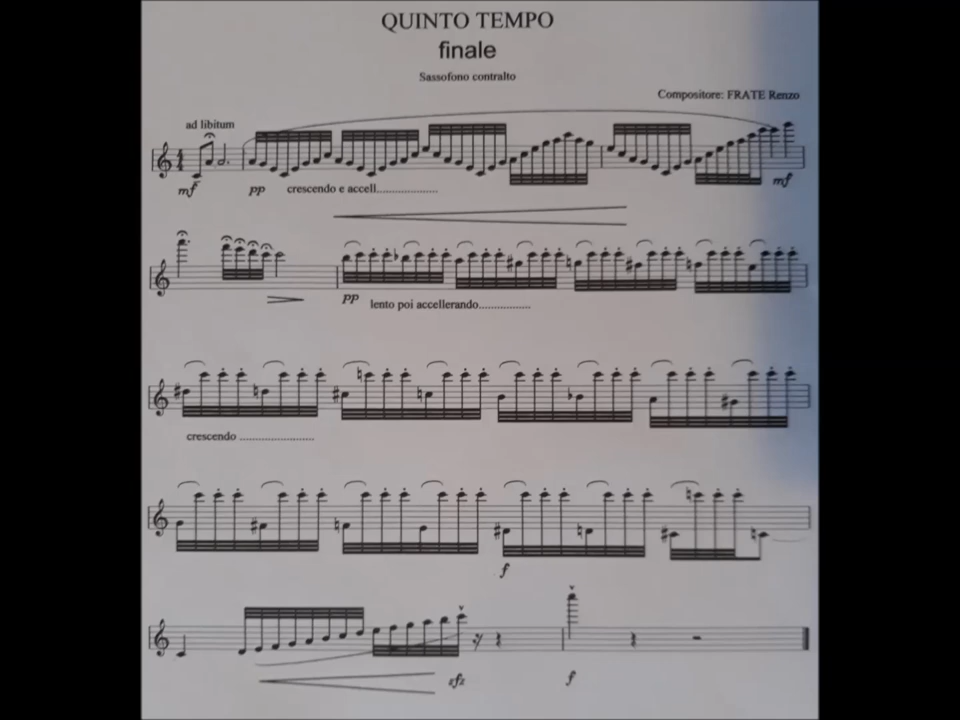 QUINTO TEMPO
finale
Sassofono contralto
Compositore: FRATE Renzo
ad libitum
mf
pp crescendo e accell.....................
mf
pp lento poi accellerando.................
crescendo .........................
f
sfz f